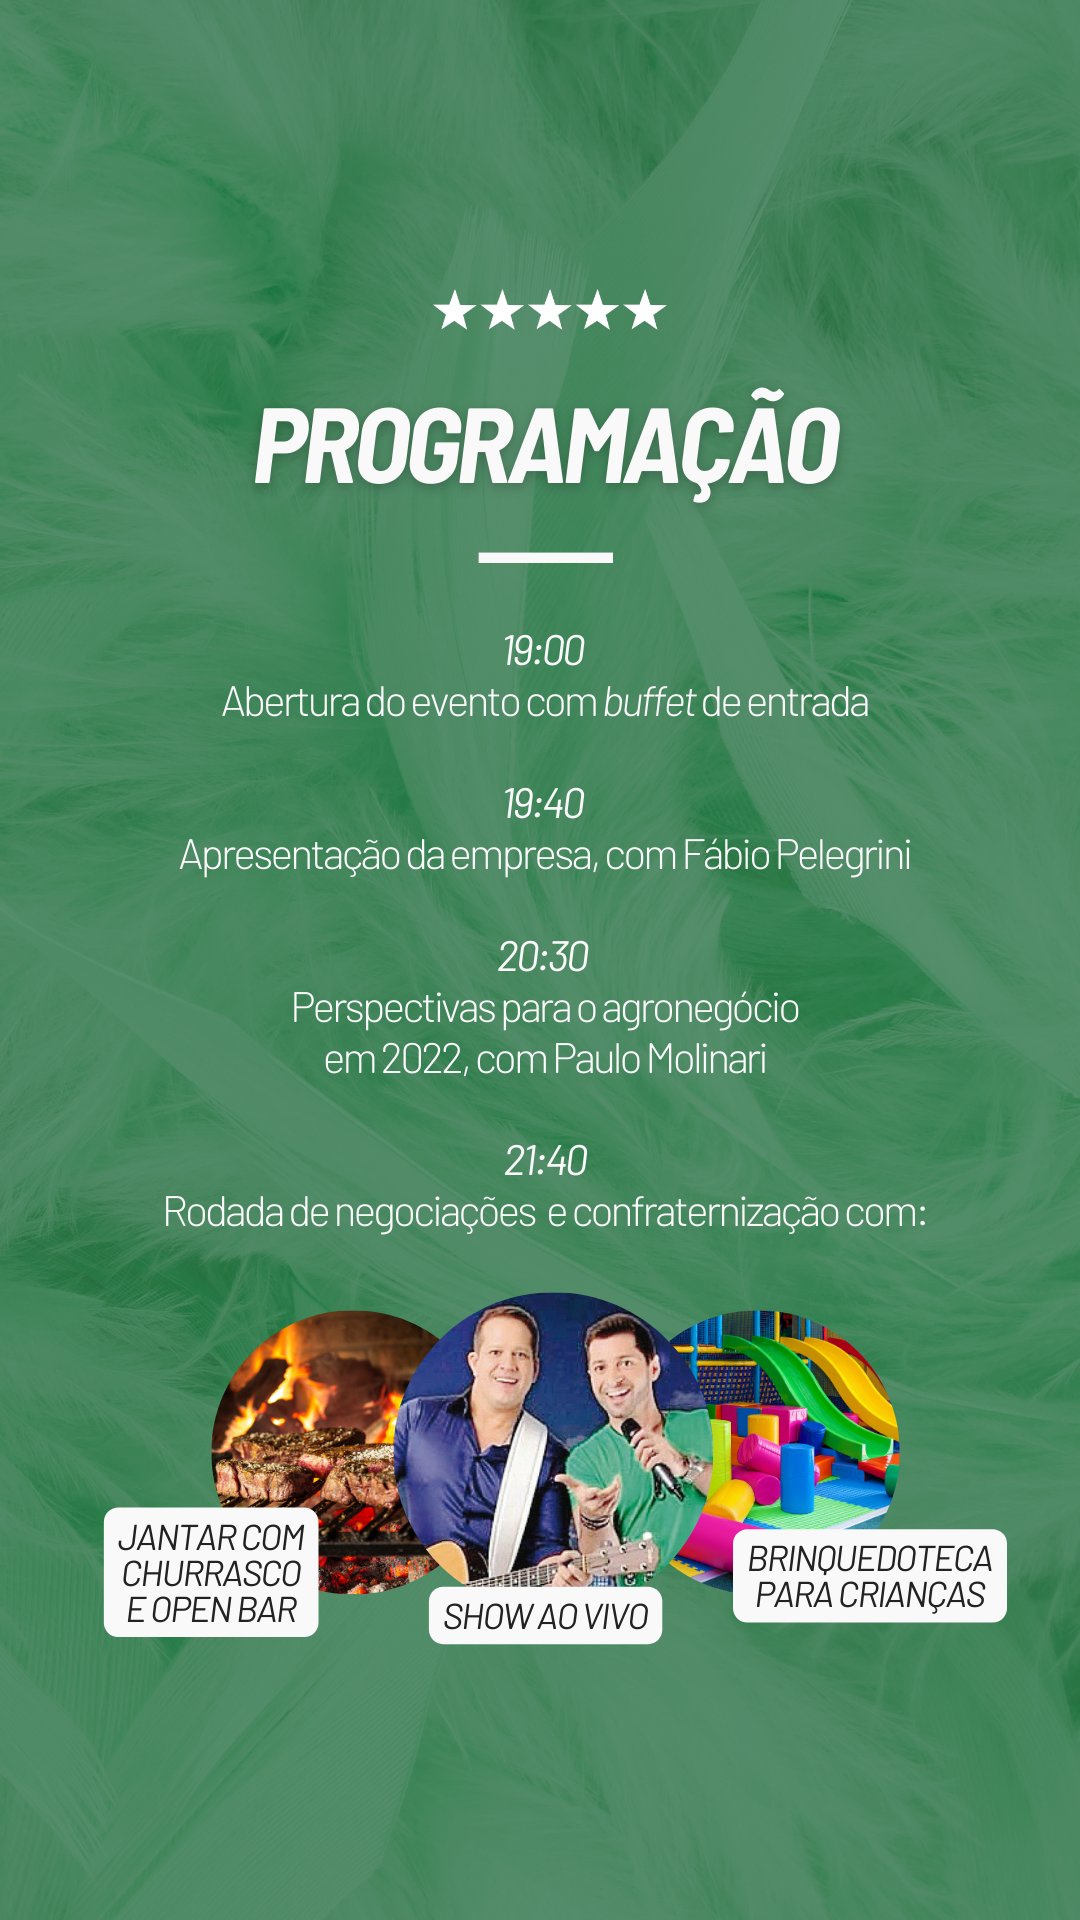 PROGRAMAÇÃO
19:00
Abertura do evento com buffet de entrada
19:40
Apresentação da empresa, com Fábio Pelegrini
20:30
Perspectivas para o agronegócio
em 2022, com Paulo Molinari
21:40
Rodada de negociações e confraternização com:
JANTAR COM
CHURRASCO
E OPEN BAR
SHOW AO VIVO
BRINQUEDOTECA
PARA CRIANÇAS